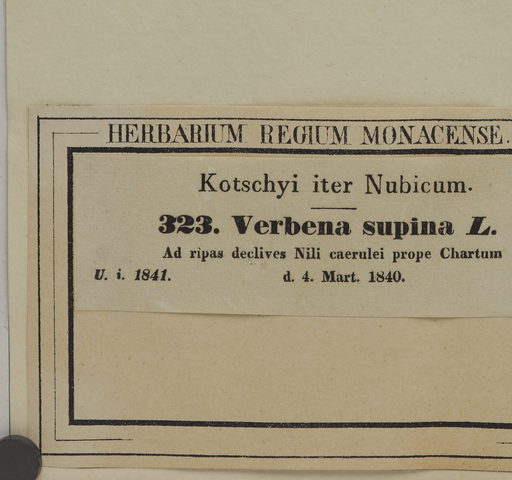 HERBARIUM REGIUM MONACENSE.
Kotschyi iter Nubicum.
323. Verbena supina L.
Ad ripas declives Nili caerulei prope Chartum
U. i. 1841. d. 4. Mart. 1840.